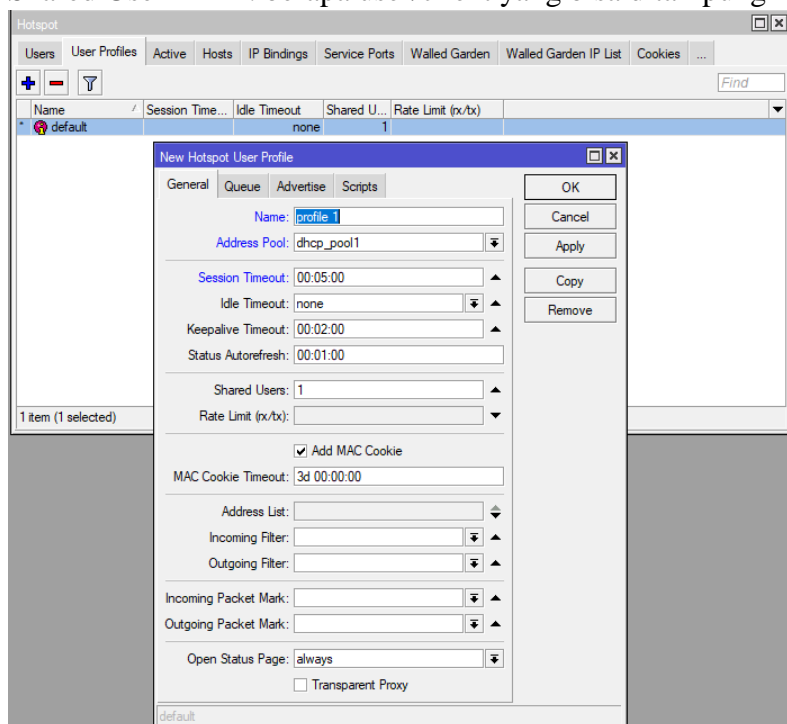 Hotspot
Users User Profiles Active Hosts IP Bindings Service Ports Walled Garden Walled Garden IP List Cookies ...
Find
Name Session Time... Idle Timeout Shared U... Rate Limit (rx/tx)
* default none 1
New Hotspot User Profile
General Queue Advertise Scripts
OK
Name: profile 1
Cancel
Address Pool: dhcp_pool1
Apply
Session Timeout: 00:05:00
Copy
Idle Timeout: none
Remove
Keepalive Timeout: 00:02:00
Status Autorefresh: 00:01:00
Shared Users: 1
1 item (1 selected)
Rate Limit (rx/tx):
Add MAC Cookie
MAC Cookie Timeout: 3d 00:00:00
Address List:
Incoming Filter:
Outgoing Filter:
Incoming Packet Mark:
Outgoing Packet Mark:
Open Status Page: always
Transparent Proxy
default